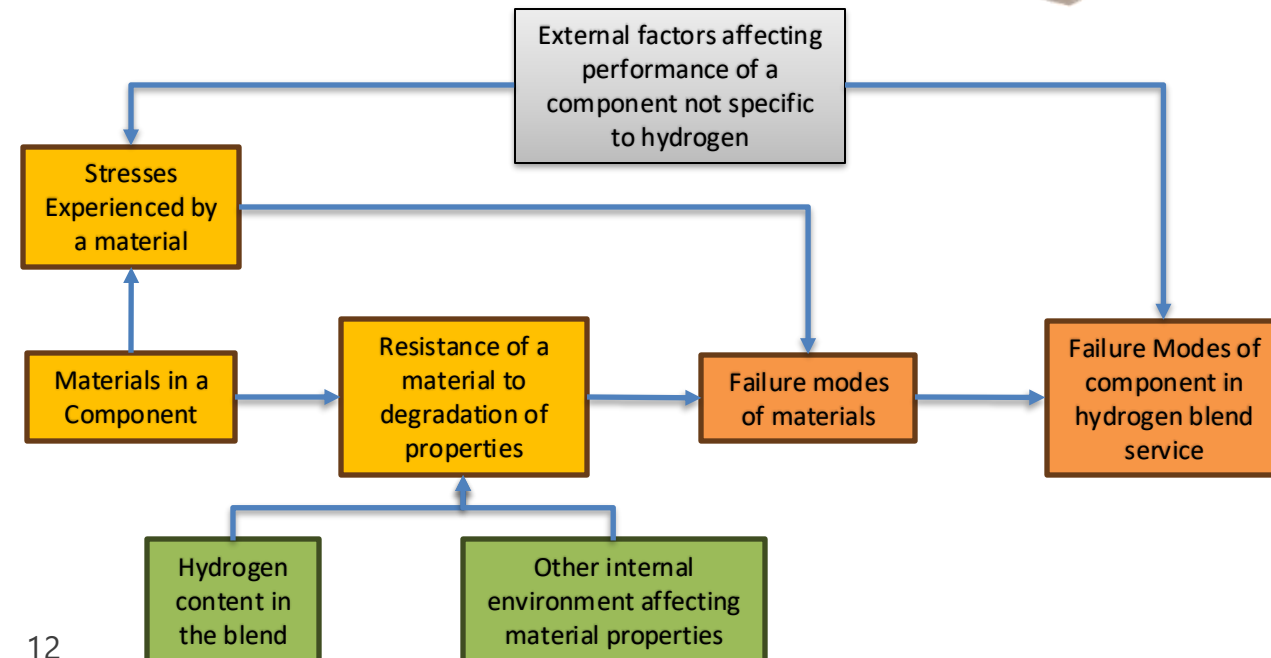 External factors affecting
performance of a
component not specific
to hydrogen
Stresses
Experienced by
a material
Materials in a
Component
Resistance of a
material to
degradation of
properties
Failure modes
of materials
Failure Modes of
component in
hydrogen blend
service
Hydrogen
content in
the blend
Other internal
environment affecting
material properties
12